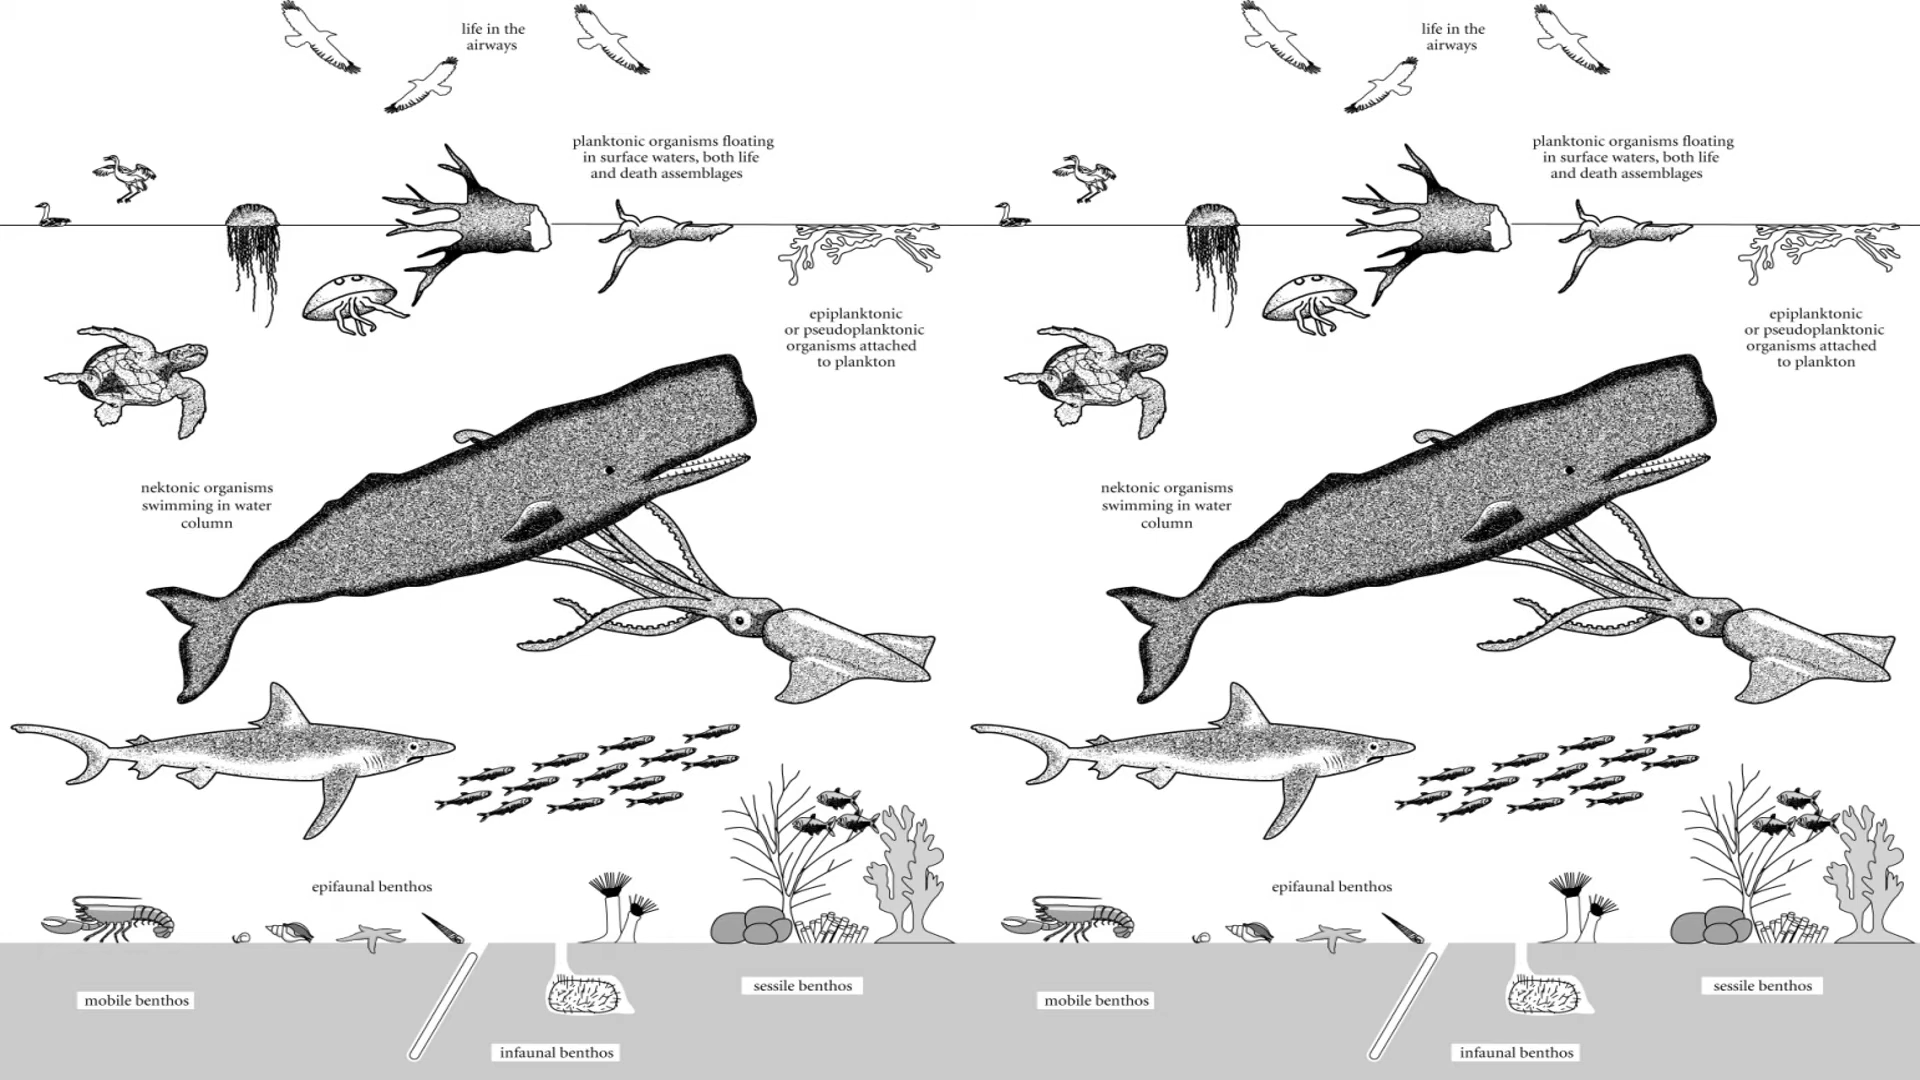 life in the
airways
planktonic organisms floating
in surface waters, both life
and death assemblages
epiplanktonic
or pseudoplanktonic
organisms attached
to plankton
nektonic organisms
swimming in water
column
epifaunal benthos
mobile benthos
sessile benthos
infaunal benthos
life in the
airways
planktonic organisms floating
in surface waters, both life
and death assemblages
epiplanktonic
or pseudoplanktonic
organisms attached
to plankton
nektonic organisms
swimming in water
column
epifaunal benthos
mobile benthos
sessile benthos
infaunal benthos